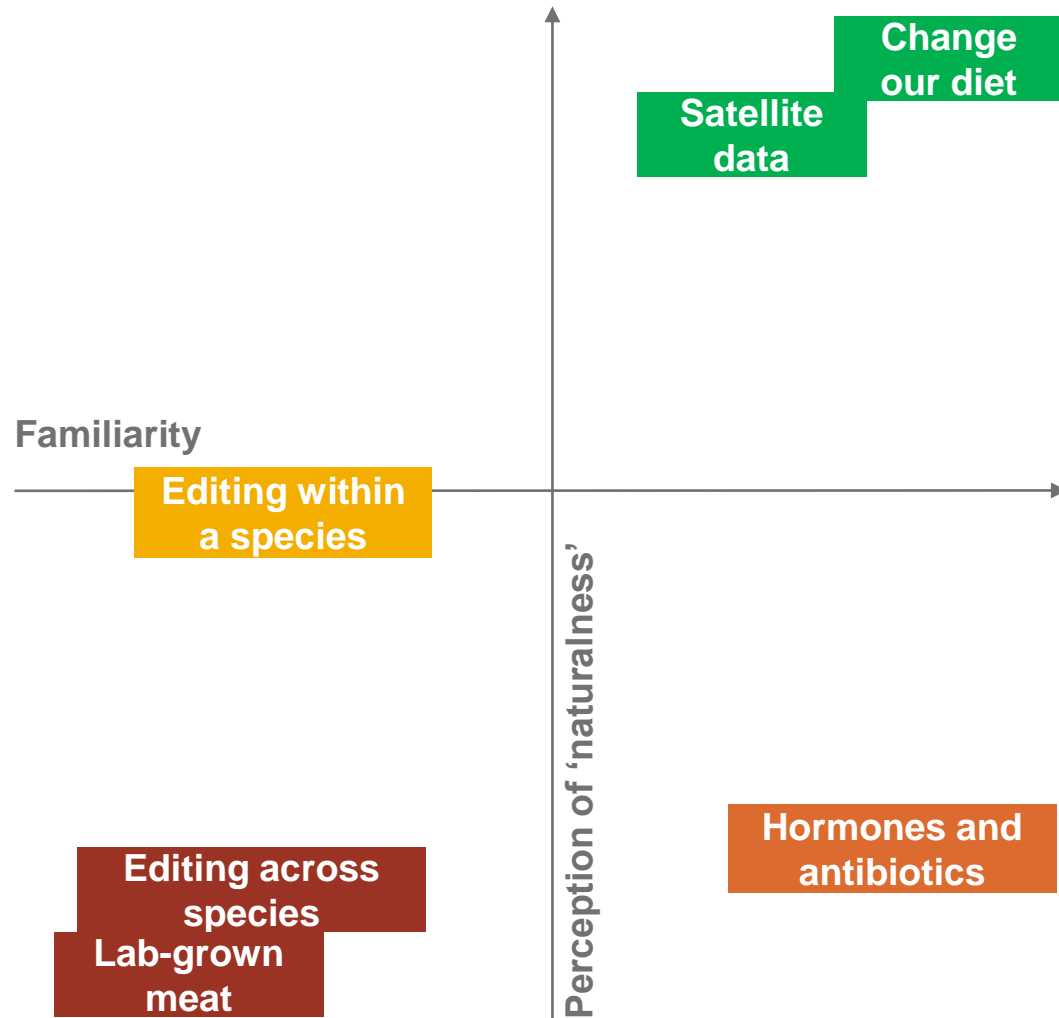 Change
our diet
Satellite
data
Familiarity
Editing within
a species
Perception of ‘naturalness’
Hormones and
antibiotics
Editing across
species
Lab-grown
meat